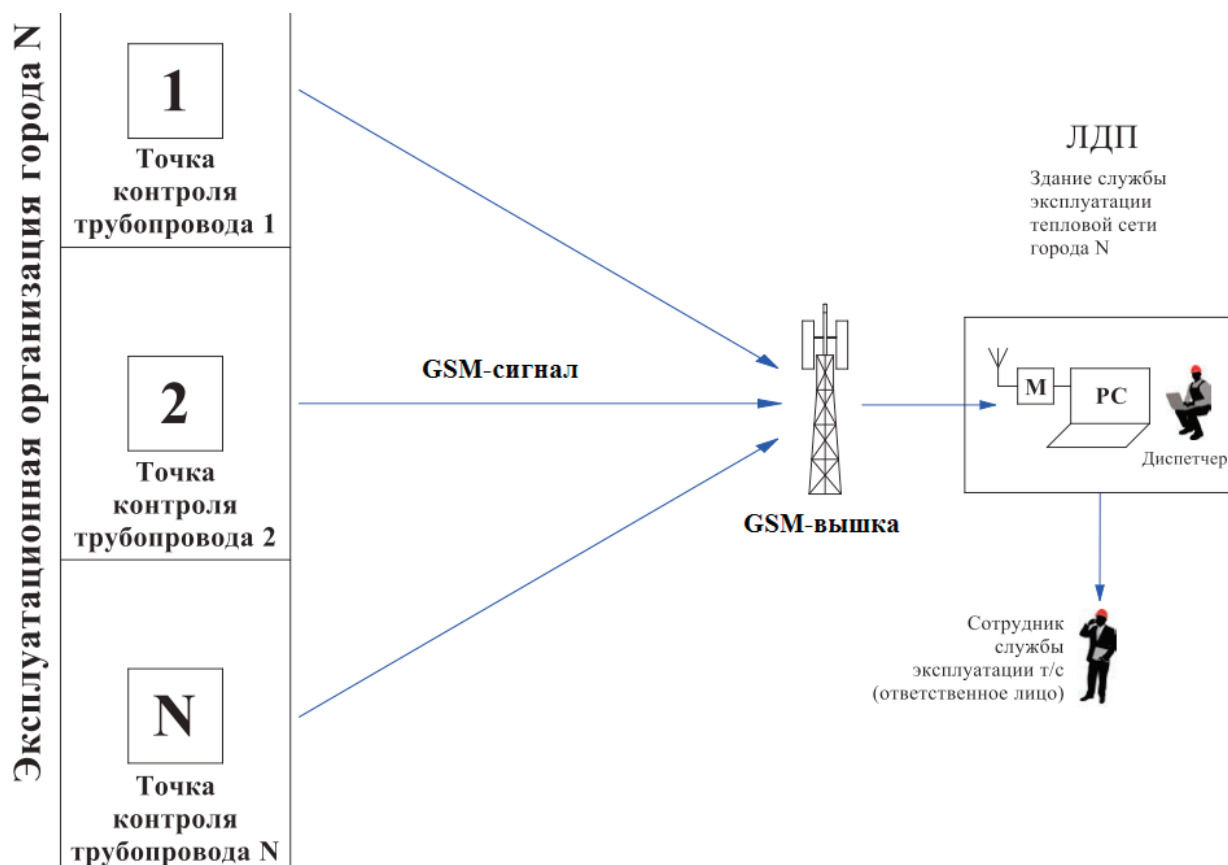 Эксплуатационная организация города N
1
Точка
контроля
трубопровода 1
2
Точка
контроля
трубопровода 2
N
Точка
контроля
трубопровода N
GSM-сигнал
GSM-вышка
ЛДП
Здание службы
эксплуатации
тепловой сети
города N
М
PC
Диспетчер
Сотрудник
службы
эксплуатации т/с
(ответственное лицо)